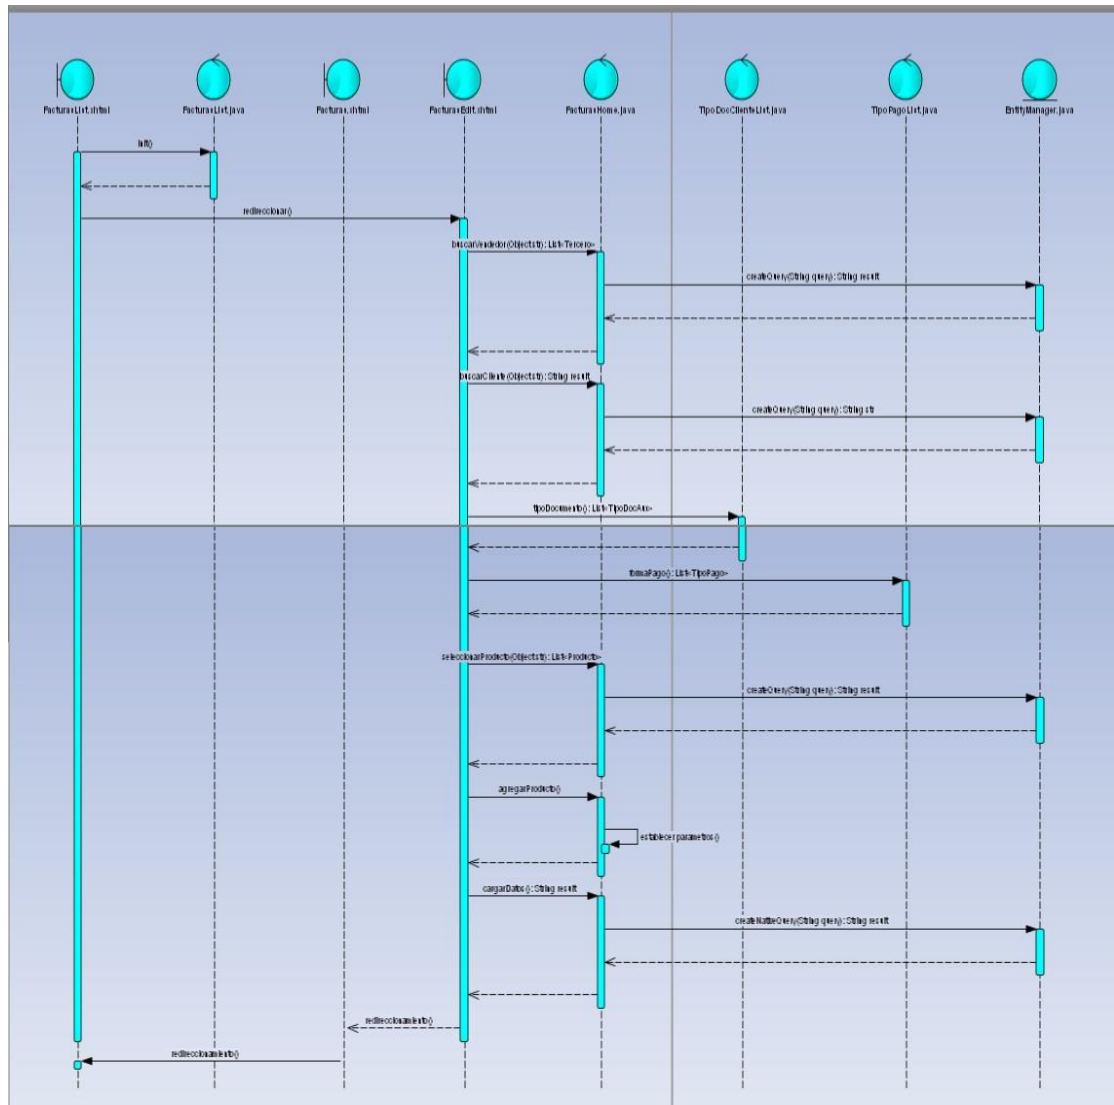 FacturasList.xhtml
FacturasList.java
Facturas.xhtml
FacturasEdit.xhtml
FacturasHome.java
TipoDocClienteList.java
TipoPagoList.java
EntityManager.java
init()
redireccionar()
buscarVendedor(Object str) : List<Tercero>
createQuery(String query) : String result
buscarCliente(Object str) : String result
createQuery(String query) : String str
tipoDocumento() : List<TipoDocAux>
formaPago() : List<TipoPago>
seleccionarProducto(Object str) : List<Producto>
createQuery(String query) : String result
agregarProducto()
establecer parametros()
cargarDatos() : String result
createNativeQuery(String query) : String result
redireccionamiento()
redireccionamiento()